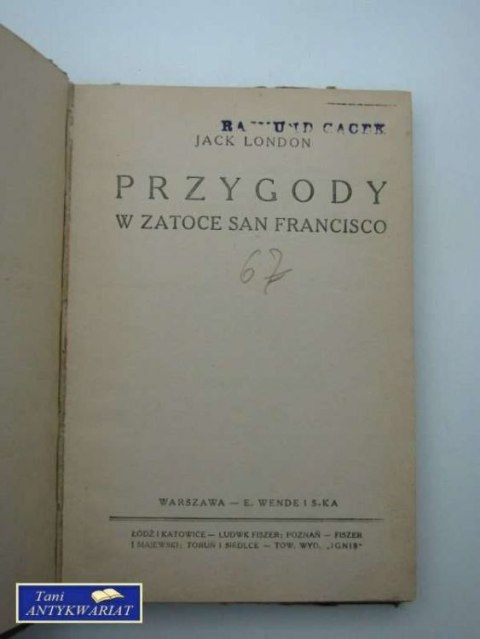 RAJMUND CACEK
JACK LONDON
PRZYGODY
W ZATOCE SAN FRANCISCO
67
WARSZAWA — E. WENDE I S-KA
ŁÓDŹ I KATOWICE — LUDWK FISZER; POZNAŃ — FISZER
I MAJEWSKI; TORUŃ I SIEDLCE — TOW. WYD. „IGNIS"
Tani
ANTYKWARIAT